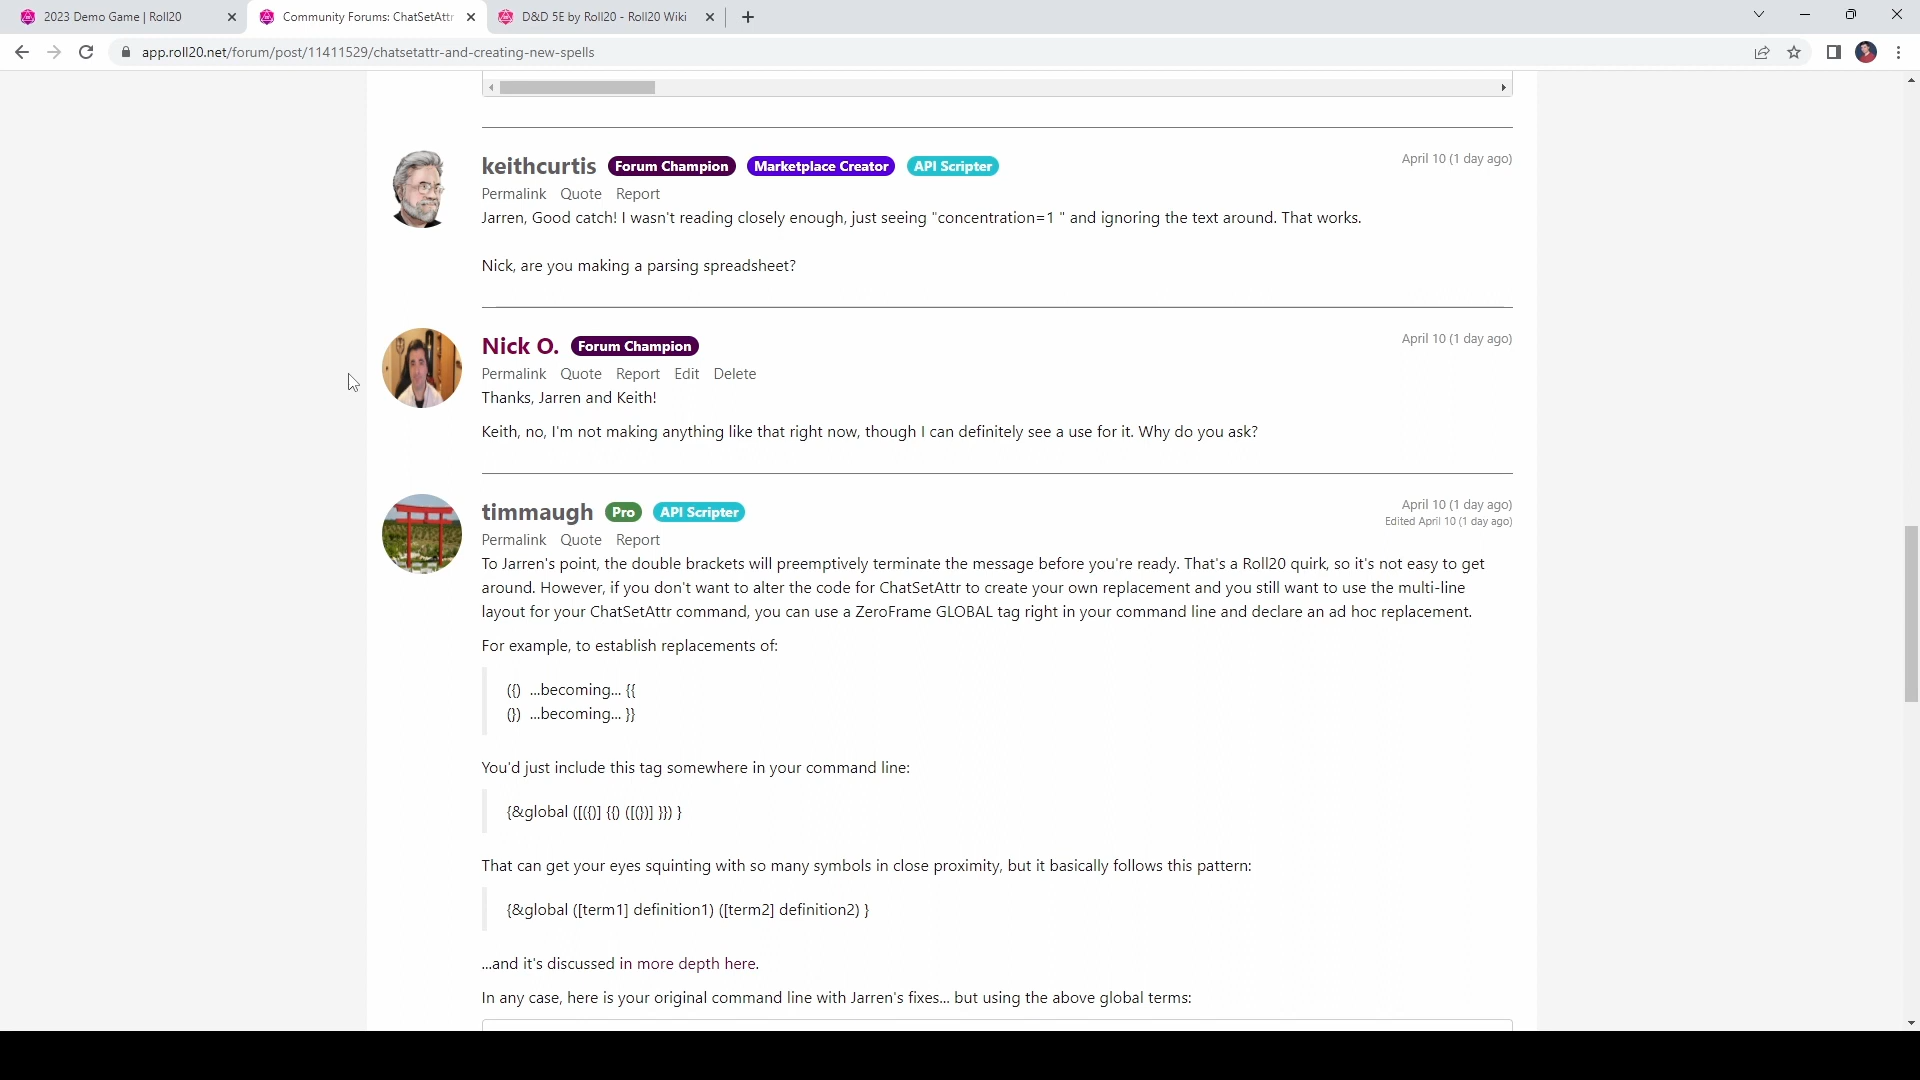 2023 Demo Game | Roll20
Community Forums: ChatSetAttr
D&D 5E by Roll20 - Roll20 Wiki
app.roll20.net/forum/post/11411529/chatsetattr-and-creating-new-spells
keithcurtis Forum Champion Marketplace Creator API Scripter
April 10 (1 day ago)
Permalink Quote Report
Jarren, Good catch! I wasn't reading closely enough, just seeing "concentration=1 " and ignoring the text around. That works.
Nick, are you making a parsing spreadsheet?
Nick O. Forum Champion
April 10 (1 day ago)
Permalink Quote Report Edit Delete
Thanks, Jarren and Keith!
Keith, no, I'm not making anything like that right now, though I can definitely see a use for it. Why do you ask?
timmaugh Pro API Scripter
April 10 (1 day ago)
Edited April 10 (1 day ago)
Permalink Quote Report
To Jarren's point, the double brackets will preemptively terminate the message before you're ready. That's a Roll20 quirk, so it's not easy to get
around. However, if you don't want to alter the code for ChatSetAttr to create your own replacement and you still want to use the multi-line
layout for your ChatSetAttr command, you can use a ZeroFrame GLOBAL tag right in your command line and declare an ad hoc replacement.
For example, to establish replacements of:
({) ...becoming... {{
(}) ...becoming... }}
You'd just include this tag somewhere in your command line:
{&global ([({)] {{) ([(})] }}) }
That can get your eyes squinting with so many symbols in close proximity, but it basically follows this pattern:
{&global ([term1] definition1) ([term2] definition2) }
...and it's discussed in more depth here.
In any case, here is your original command line with Jarren's fixes... but using the above global terms: